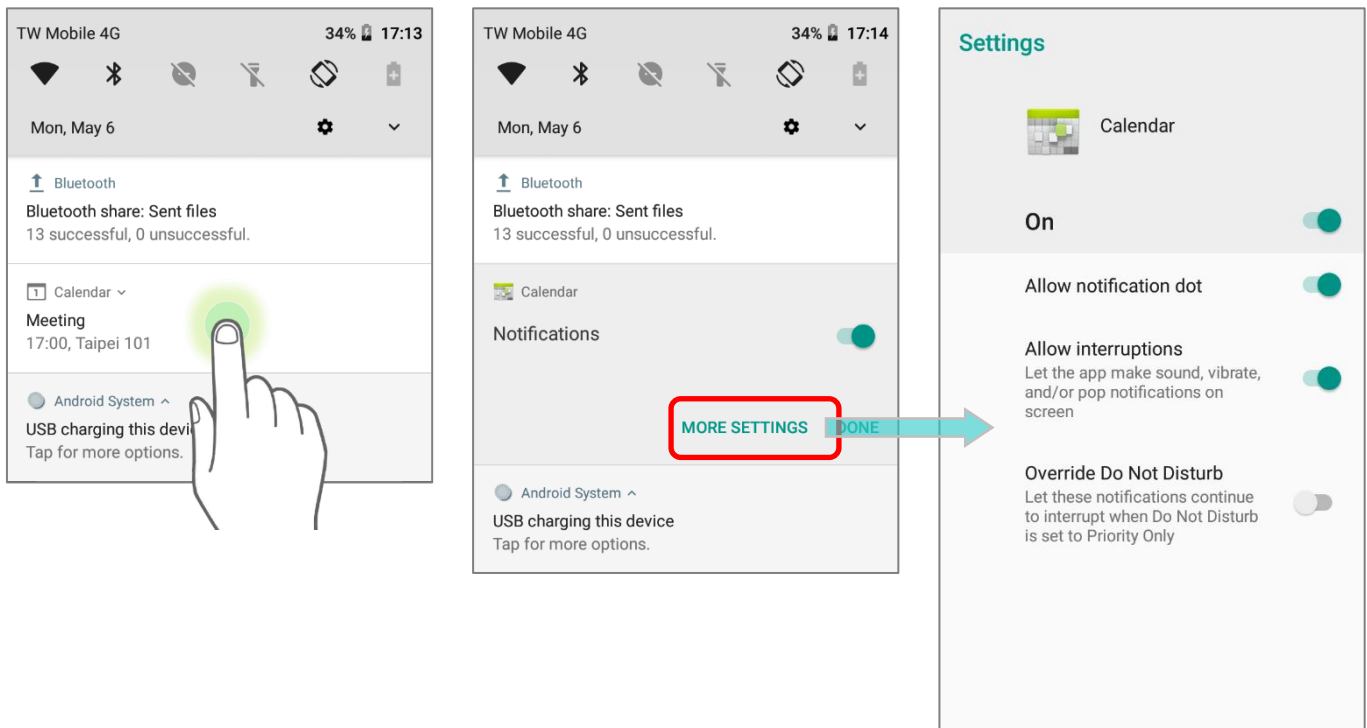 TW Mobile 4G
34% 17:13
Mon, May 6
Bluetooth
Bluetooth share: Sent files
13 successful, 0 unsuccessful.
1 Calendar
Meeting
17:00, Taipei 101
Android System
USB charging this devi
Tap for more options.
TW Mobile 4G
34% 17:14
Mon, May 6
Bluetooth
Bluetooth share: Sent files
13 successful, 0 unsuccessful.
Calendar
Notifications
MORE SETTINGS DONE
Android System
USB charging this device
Tap for more options.
Settings
Calendar
On
Allow notification dot
Allow interruptions
Let the app make sound, vibrate,
and/or pop notifications on
screen
Override Do Not Disturb
Let these notifications continue
to interrupt when Do Not Disturb
is set to Priority Only